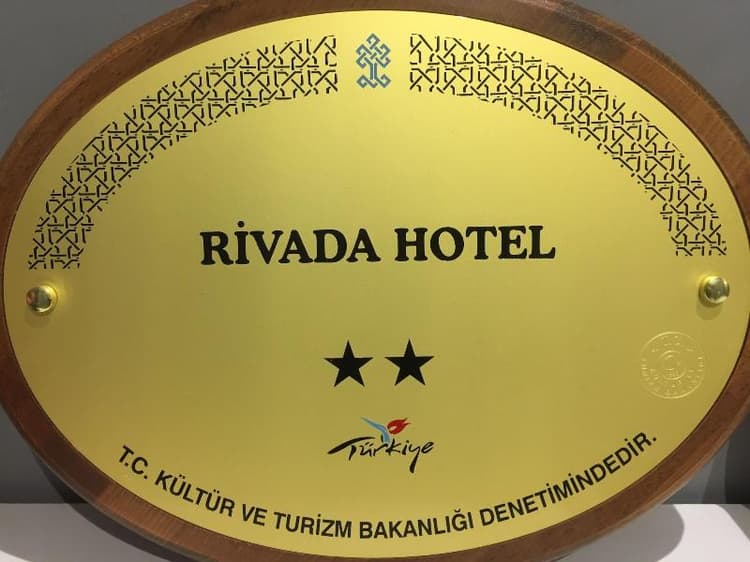 RİVADA HOTEL
★★
Türkiye
T.C. KÜLTÜR VE TURİZM BAKANLIĞI DENETİMİNDEDİR.